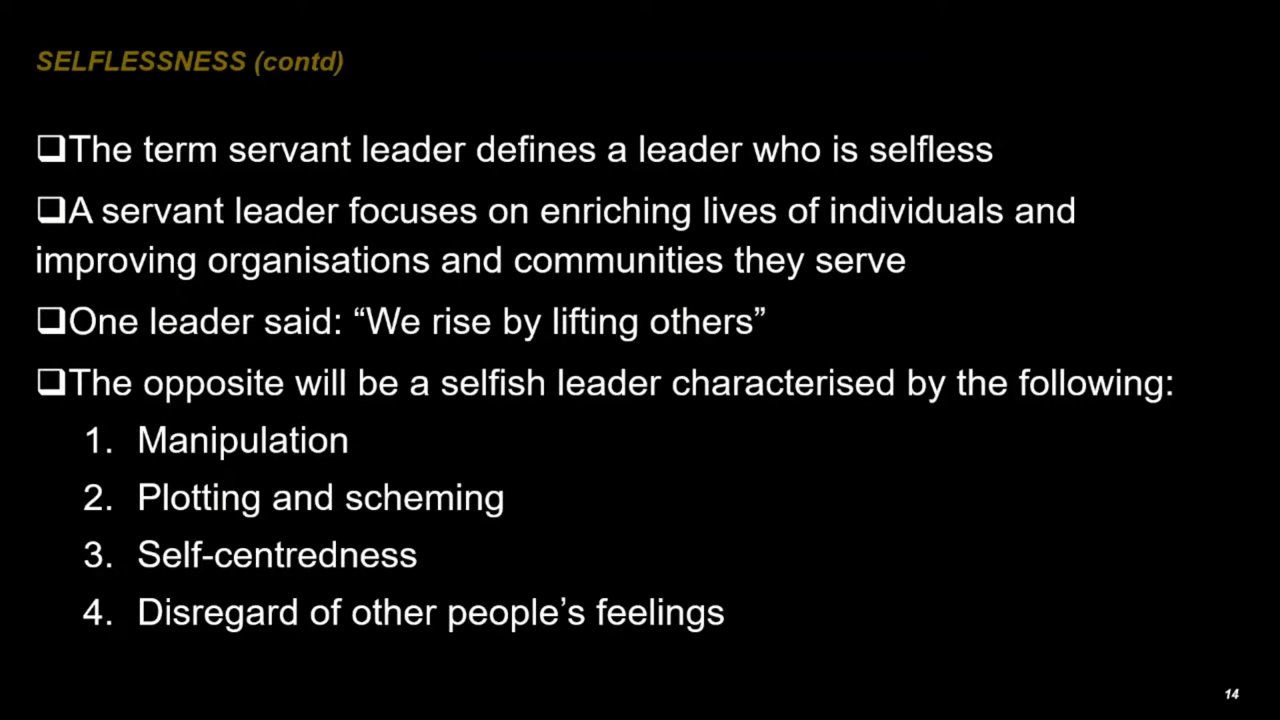 SELFLESSNESS (contd)
❑The term servant leader defines a leader who is selfless
❑A servant leader focuses on enriching lives of individuals and
improving organisations and communities they serve
❑One leader said: “We rise by lifting others”
❑The opposite will be a selfish leader characterised by the following:
1. Manipulation
2. Plotting and scheming
3. Self-centredness
4. Disregard of other people’s feelings
14